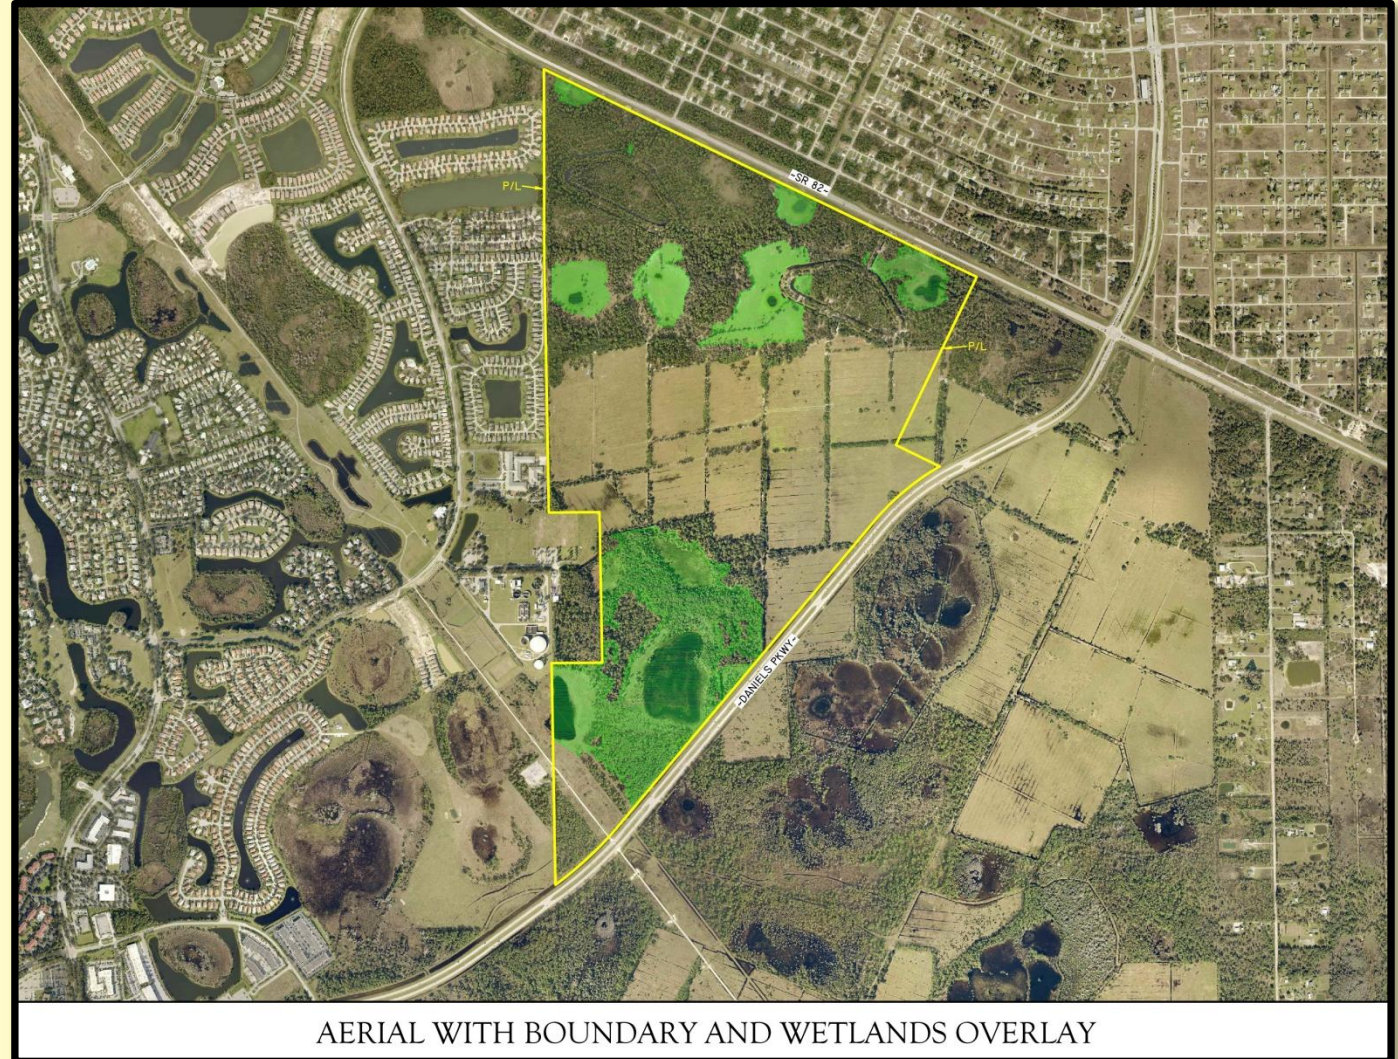 P/L
-SR 82-
P/L
-DANIELS PKWY-
AERIAL WITH BOUNDARY AND WETLANDS OVERLAY